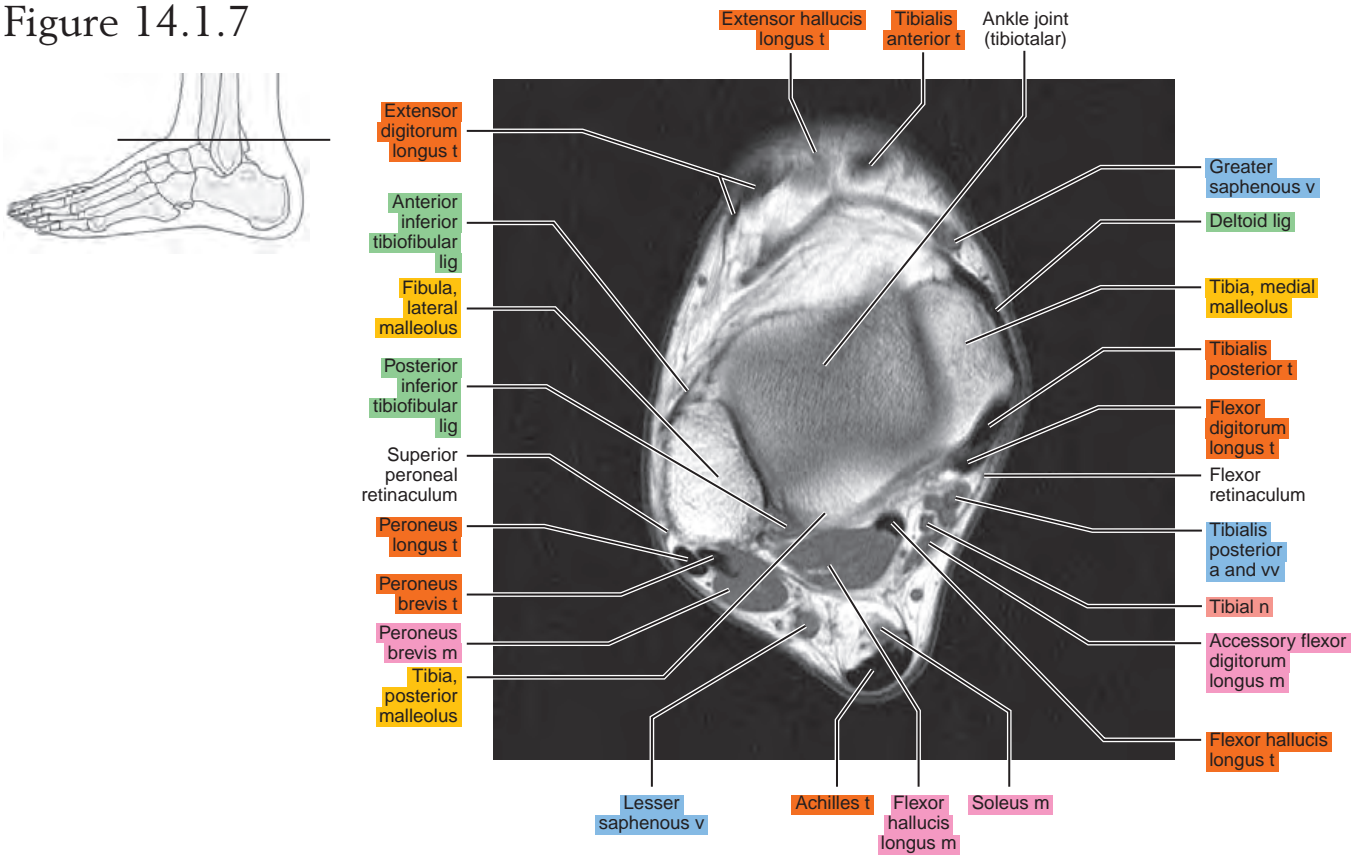 Figure 14.1.7
Extensor hallucis
longus t
Tibialis
anterior t
Ankle joint
(tibiotalar)
Extensor
digitorum
longus t
Anterior
inferior
tibiofibular
lig
Fibula,
lateral
malleolus
Posterior
inferior
tibiofibular
lig
Superior
peroneal
retinaculum
Peroneus
longus t
Peroneus
brevis t
Peroneus
brevis m
Tibia,
posterior
malleolus
Greater
saphenous v
Deltoid lig
Tibia, medial
malleolus
Tibialis
posterior t
Flexor
digitorum
longus t
Flexor
retinaculum
Tibialis
posterior
a and vv
Tibial n
Accessory flexor
digitorum
longus m
Flexor hallucis
longus t
Lesser
saphenous v
Achilles t
Flexor
hallucis
longus m
Soleus m